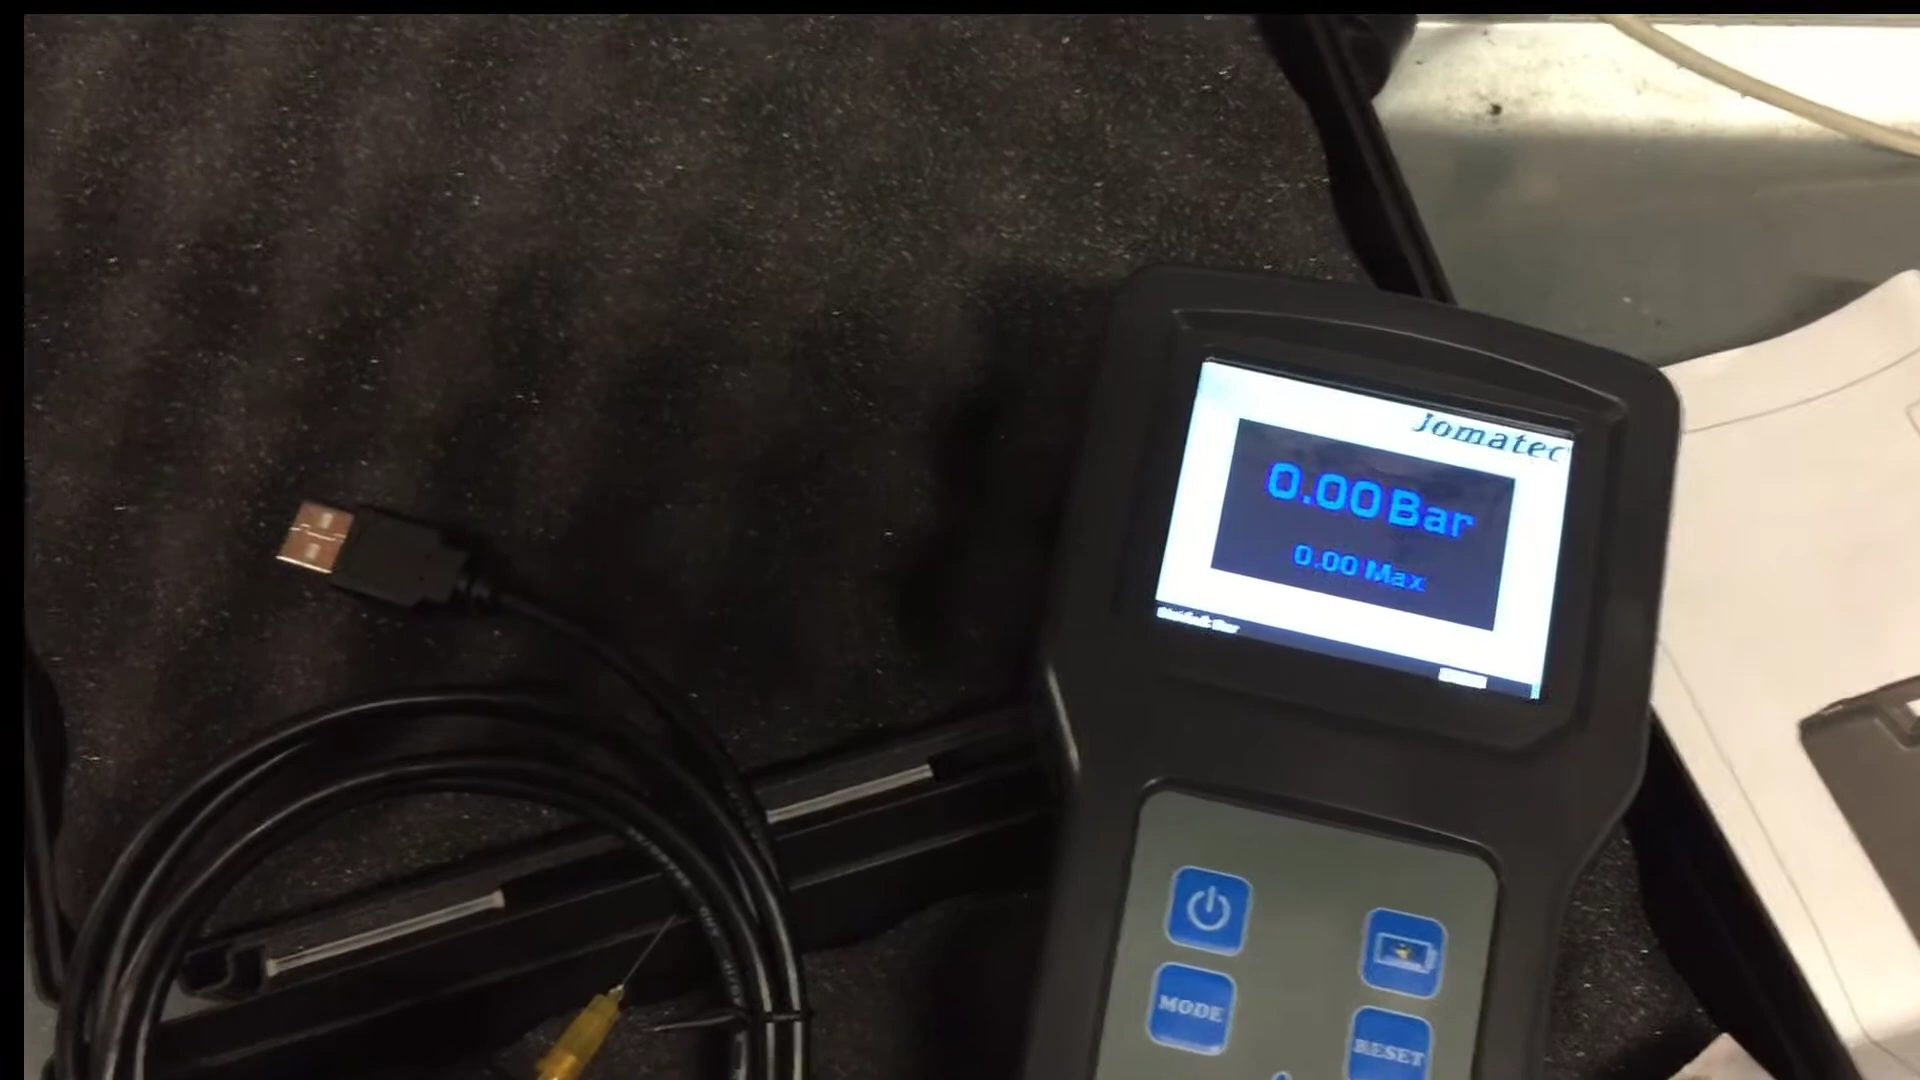 Jomatec
0.00 Bar
0.00 Max
MODE
RESET